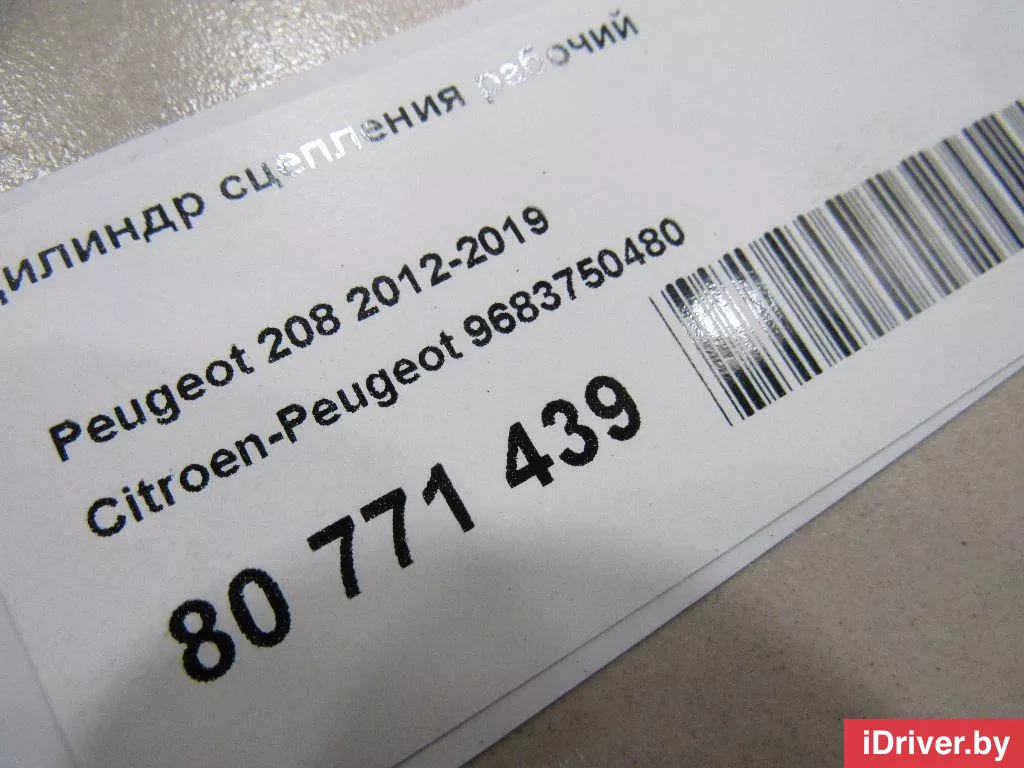 цилиндр сцепления рабочий
Peugeot 208 2012-2019
Citroen-Peugeot 9683750480
80 771 439
iDriver.by